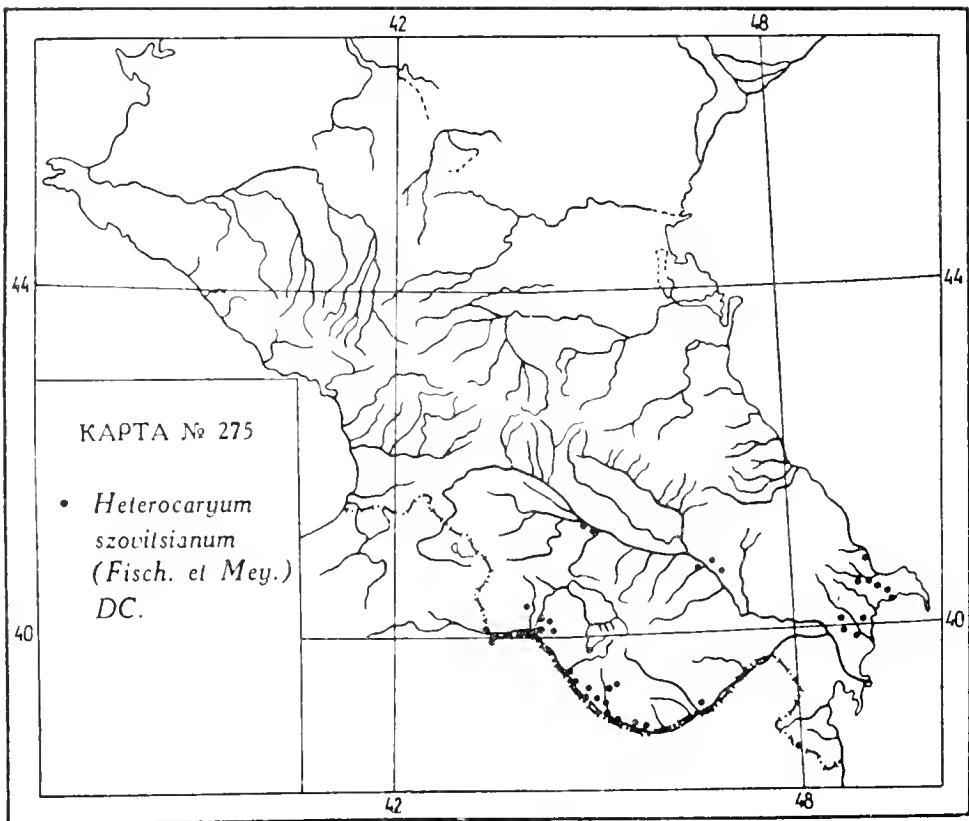 42 48
44 44
КАРТА № 275
• Heterocaryum
szovitsianum
(Fisch. et Mey.)
DC.
40 40
42 48